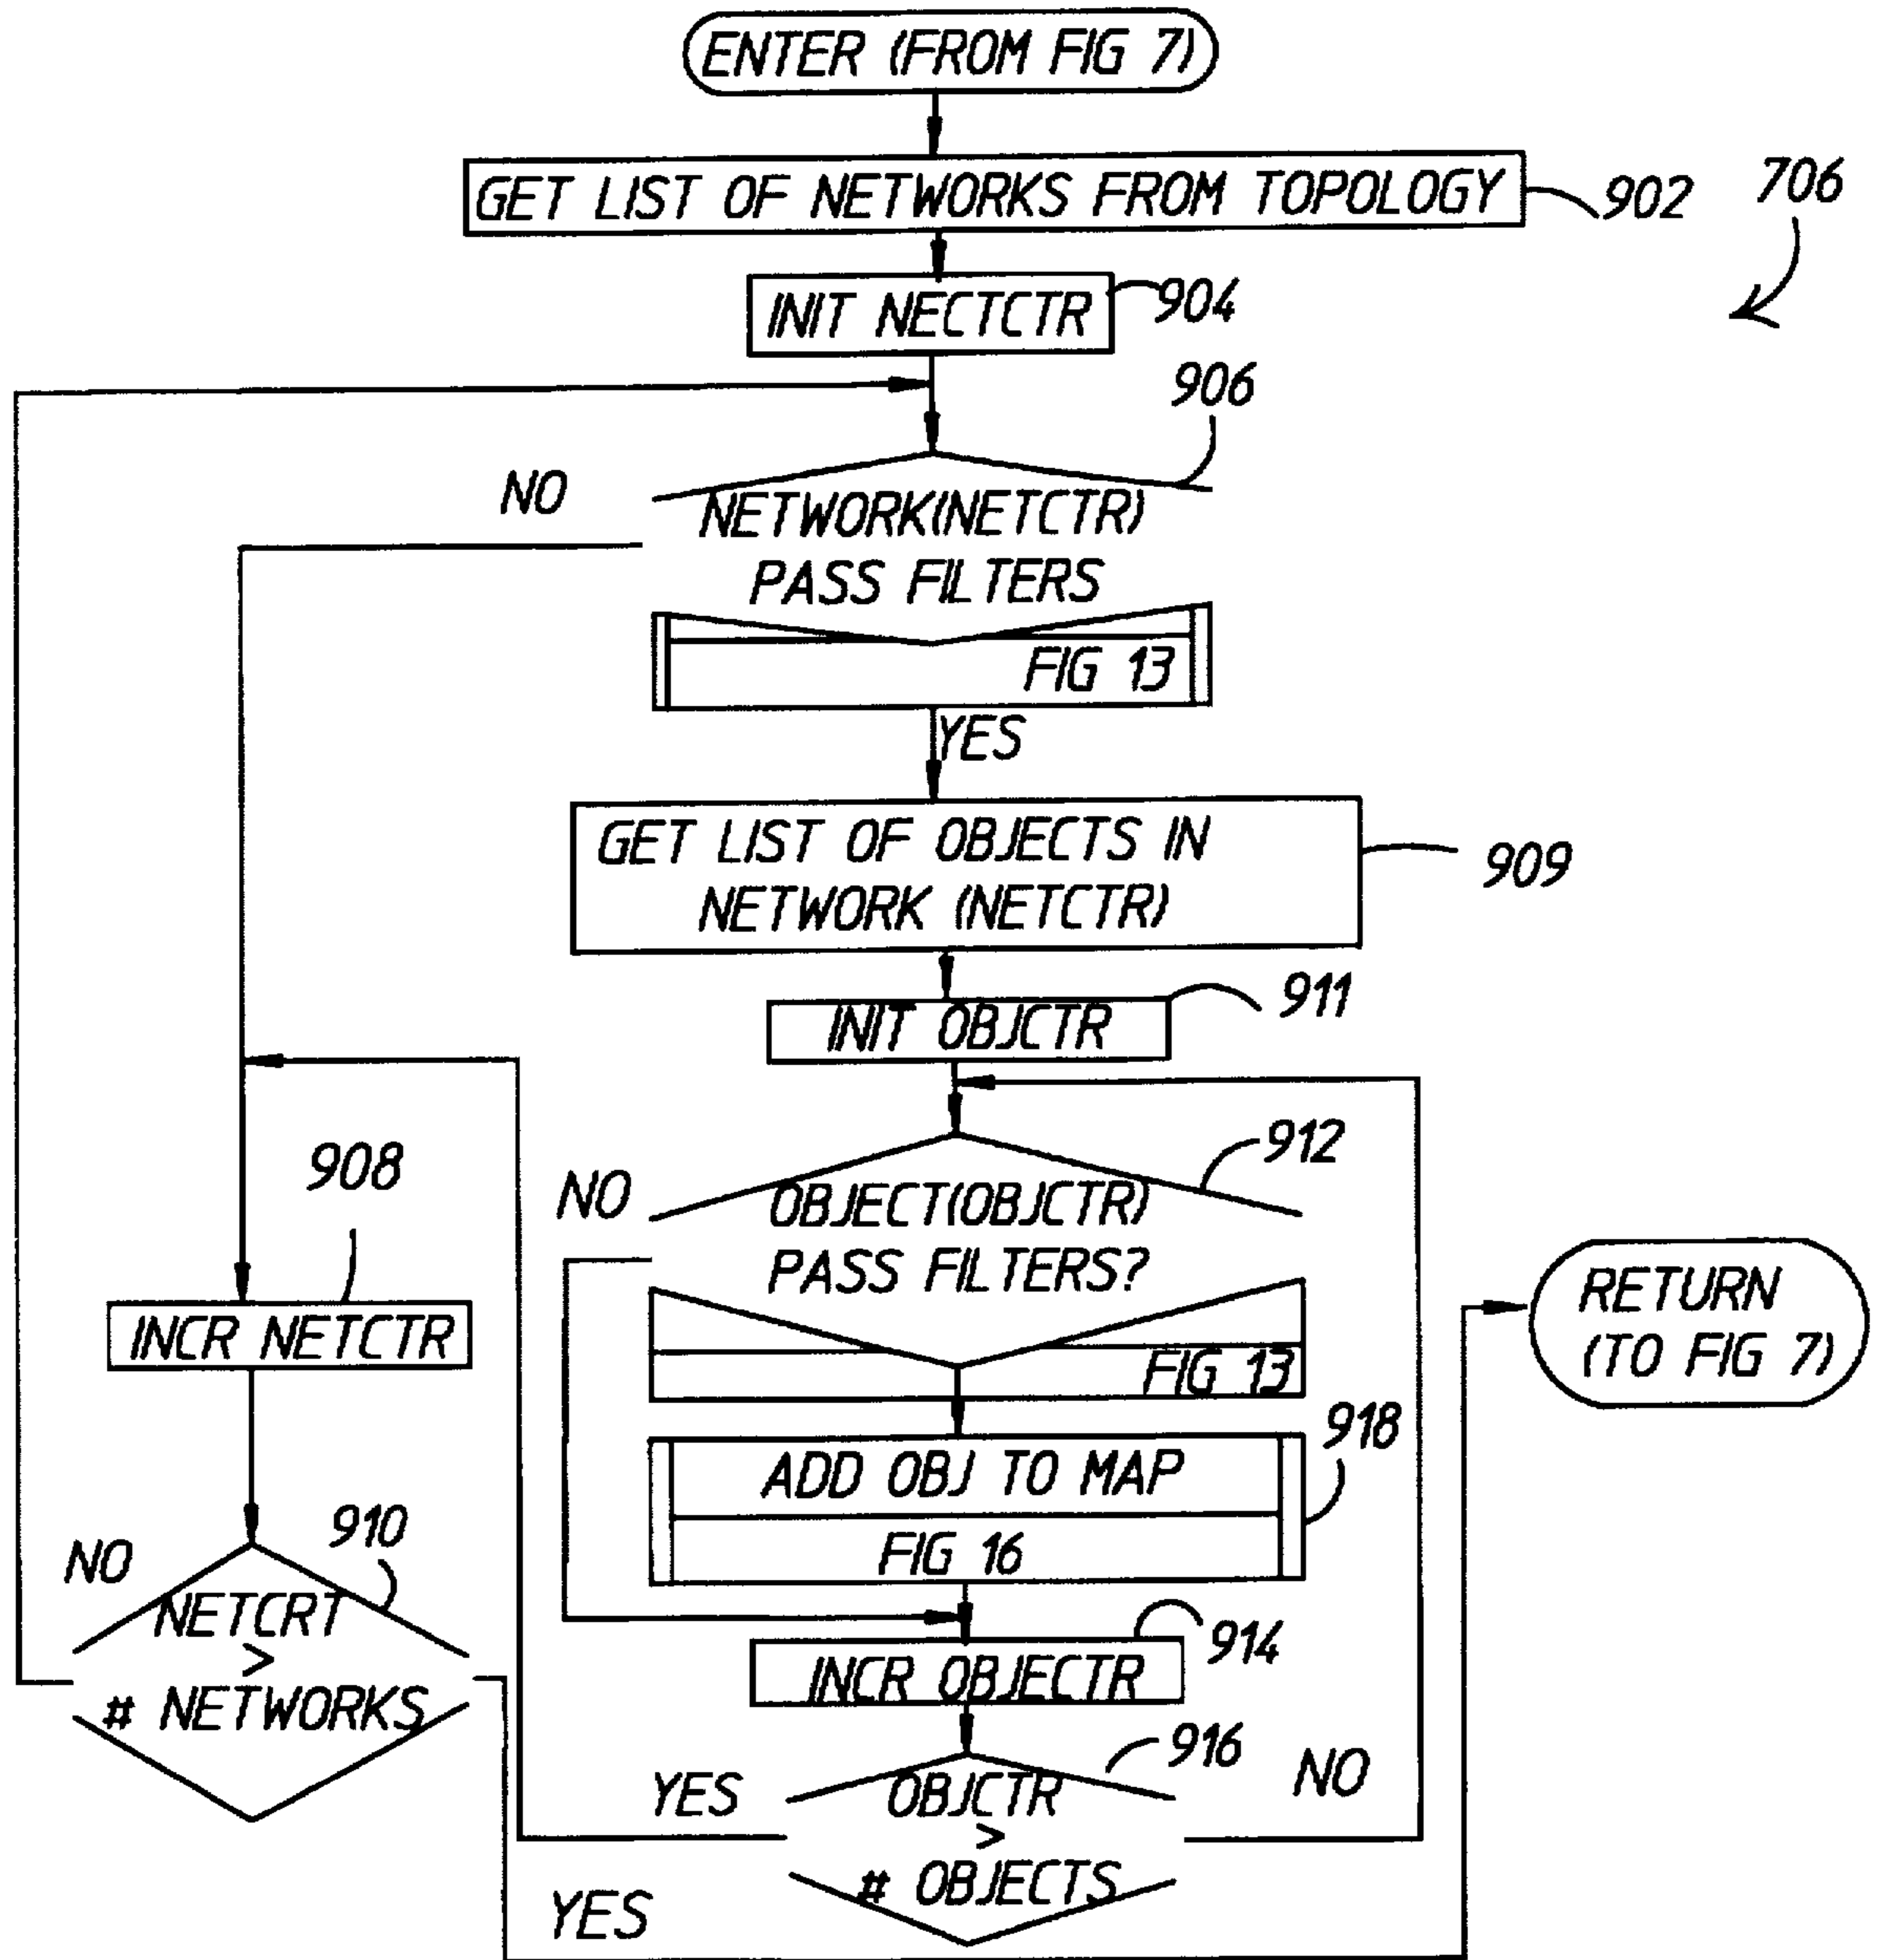 ENTER (FROM FIG 7)
GET LIST OF NETWORKS FROM TOPOLOGY
902
706
INIT NECTCTR
904
906
NO
NETWORK(NETCTR)
PASS FILTERS
FIG 13
YES
GET LIST OF OBJECTS IN
NETWORK (NETCTR)
909
INIT OBJCTR
911
912
NO
OBJECT(OBJCTR)
PASS FILTERS?
FIG 13
908
INCR NETCTR
RETURN
(TO FIG 7)
918
ADD OBJ TO MAP
FIG 16
910
NO
NETCRT
>
# NETWORKS
914
INCR OBJECTR
916
YES
OBJCTR
>
# OBJECTS
NO
YES